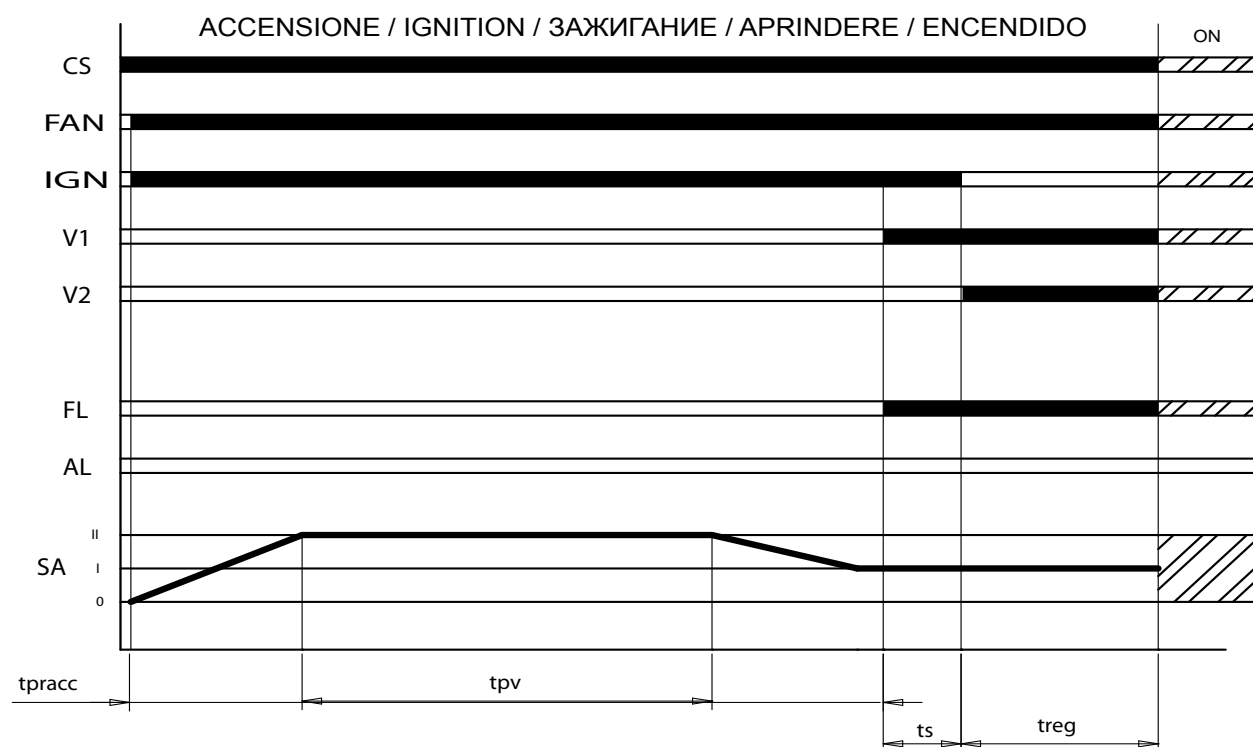 ACCENSIONE / IGNITION / ЗАЖИГАНИЕ / APRINDERE / ENCENDIDO
ON
CS
FAN
IGN
V1
V2
FL
AL
II
SA
I
0
tpracc
tpv
ts
treg